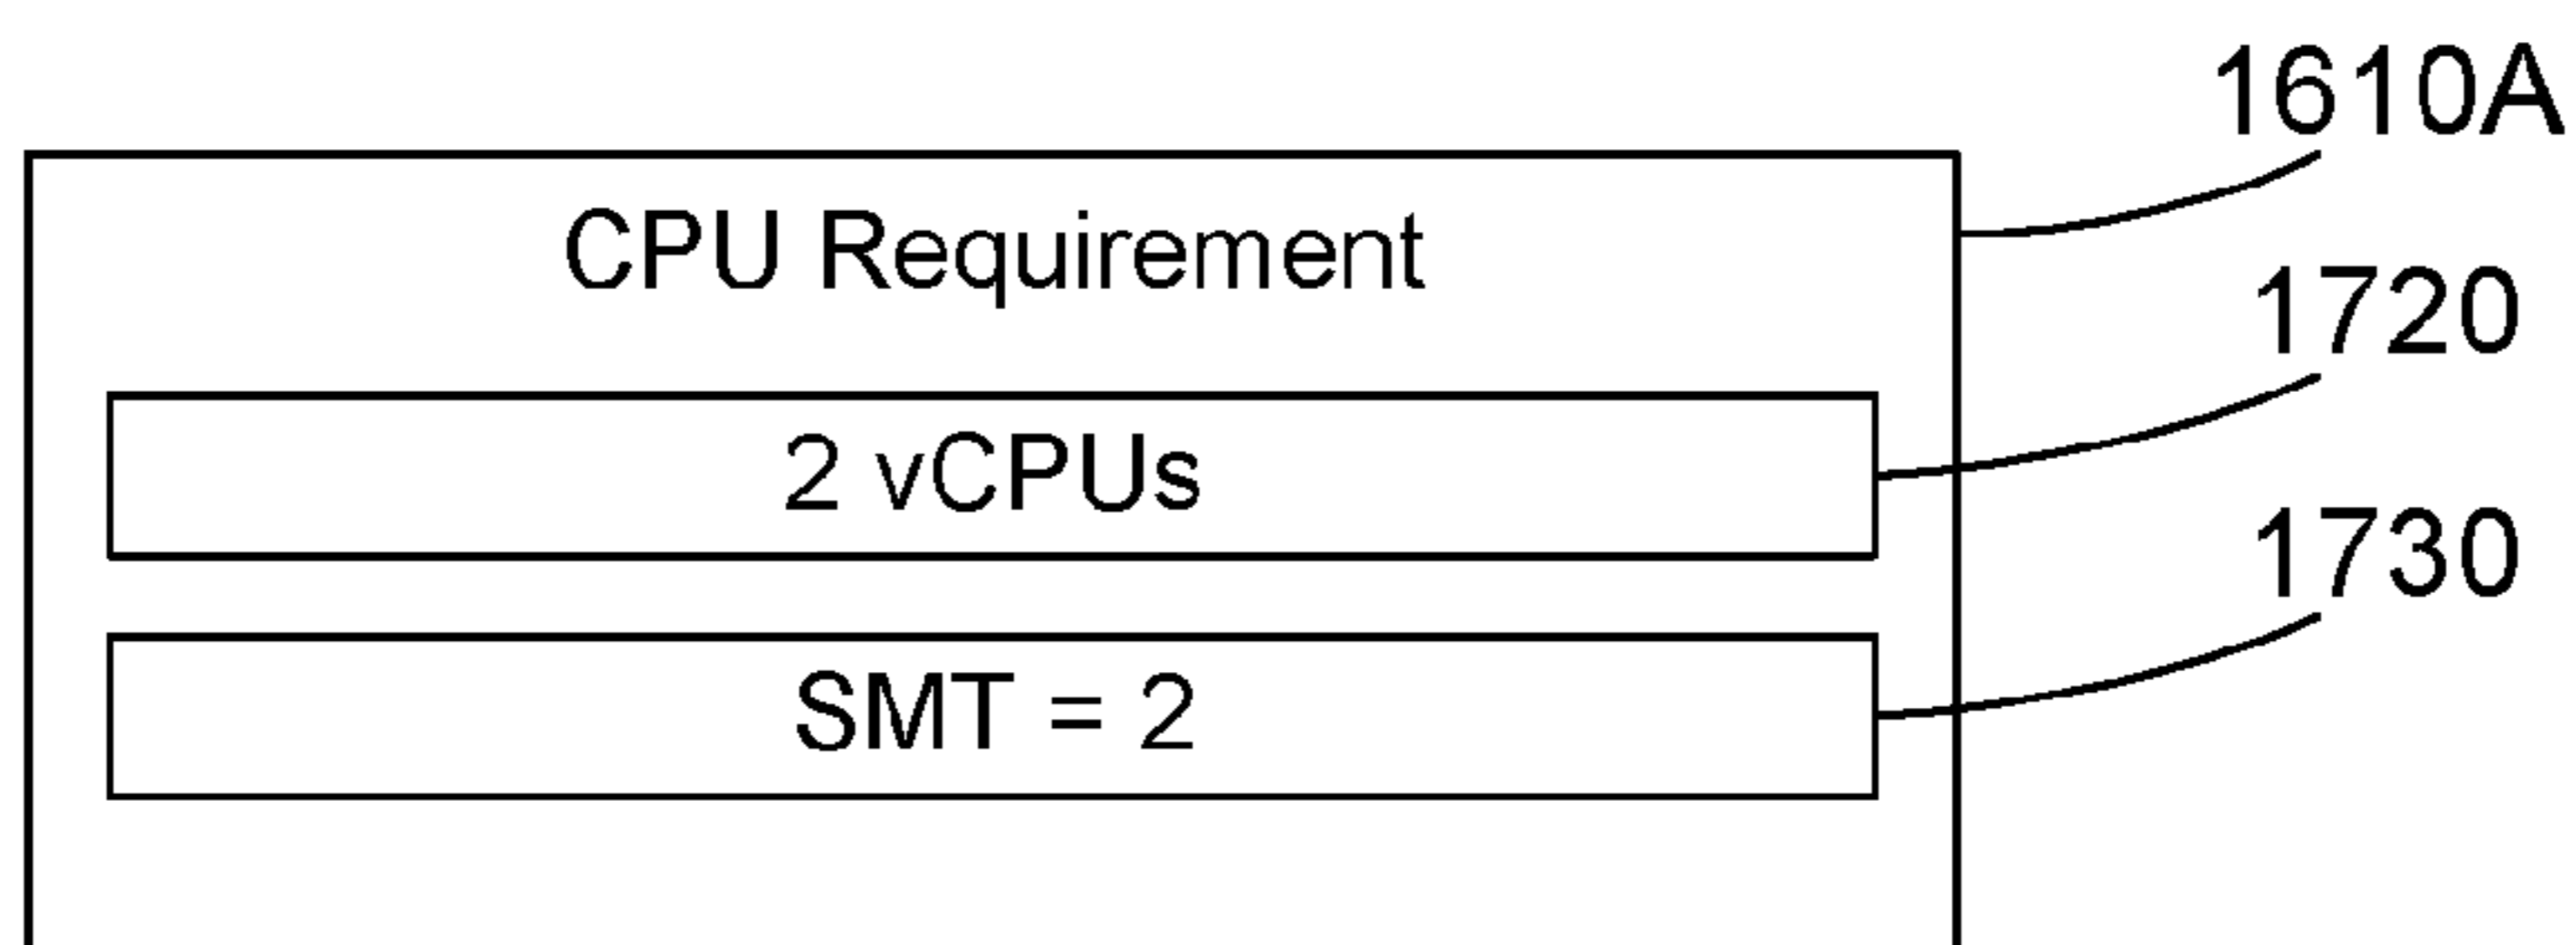 1610A
CPU Requirement
1720
2 vCPUs
1730
SMT = 2